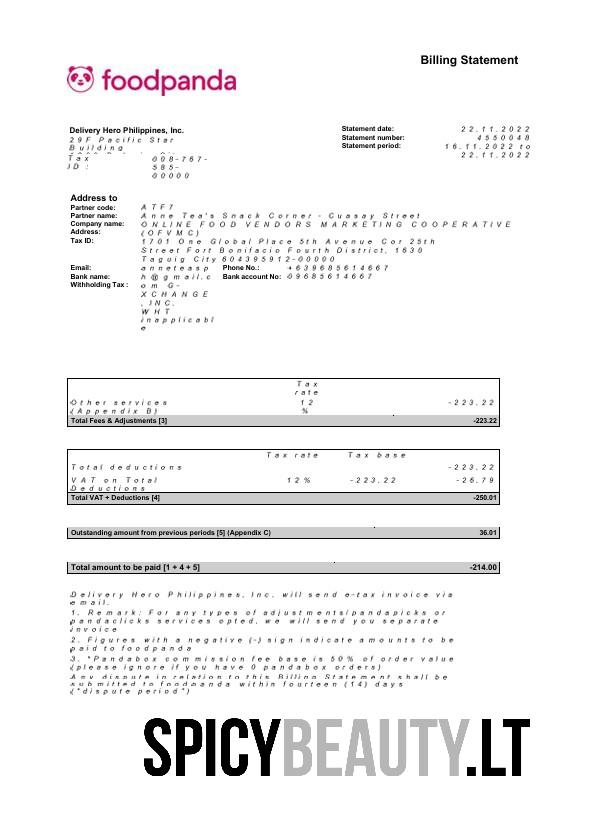 Billing Statement
foodpanda
Delivery Hero Philippines, Inc.
29F Pacific Star
Building
Tax ID: 008-767-585-00000
Statement date: 22.11.2022
Statement number: 4550048
Statement period: 16.11.2022 to 22.11.2022
Address to
Partner code: ATF7
Partner name: Anne Tea's Snack Corner - Cuasay Street
Company name: ONLINE FOOD VENDORS MARKETING COOPERATIVE (OFVMC)
Address: 1701 One Global Place 5th Avenue Cor 25th
Street Fort Bonifacio Fourth District, 1630
Taguig City
Tax ID: 604395912-00000
Email: anneteasph@gmail.com
Phone No.: +639685614667
Bank name: G-XCHANGE, INC.
Bank account No: 09685614667
Withholding Tax : WHT inapplicable
Tax rate
Other services (Appendix B) 12 % -223.22
Total Fees & Adjustments [3] -223.22
Tax rate Tax base
Total deductions -223.22
VAT on Total Deductions 12% -223.22 -26.79
Total VAT + Deductions [4] -250.01
Outstanding amount from previous periods [5] (Appendix C) 36.01
Total amount to be paid [1 + 4 + 5] -214.00
Delivery Hero Philippines, Inc. will send e-tax invoice via
email.
1. Remark: For any types of adjustments/pandapicks or
pandaclicks services opted, we will send you separate
invoice
2. Figures with a negative (-) sign indicate amounts to be
paid to foodpanda
3. *Pandabox commission fee base is 50% of order value
(please ignore if you have 0 pandabox orders)
Any dispute in relation to this Billing Statement shall be
submitted to foodpanda within fourteen (14) days
("dispute period")
SPICYBEAUTY.LT